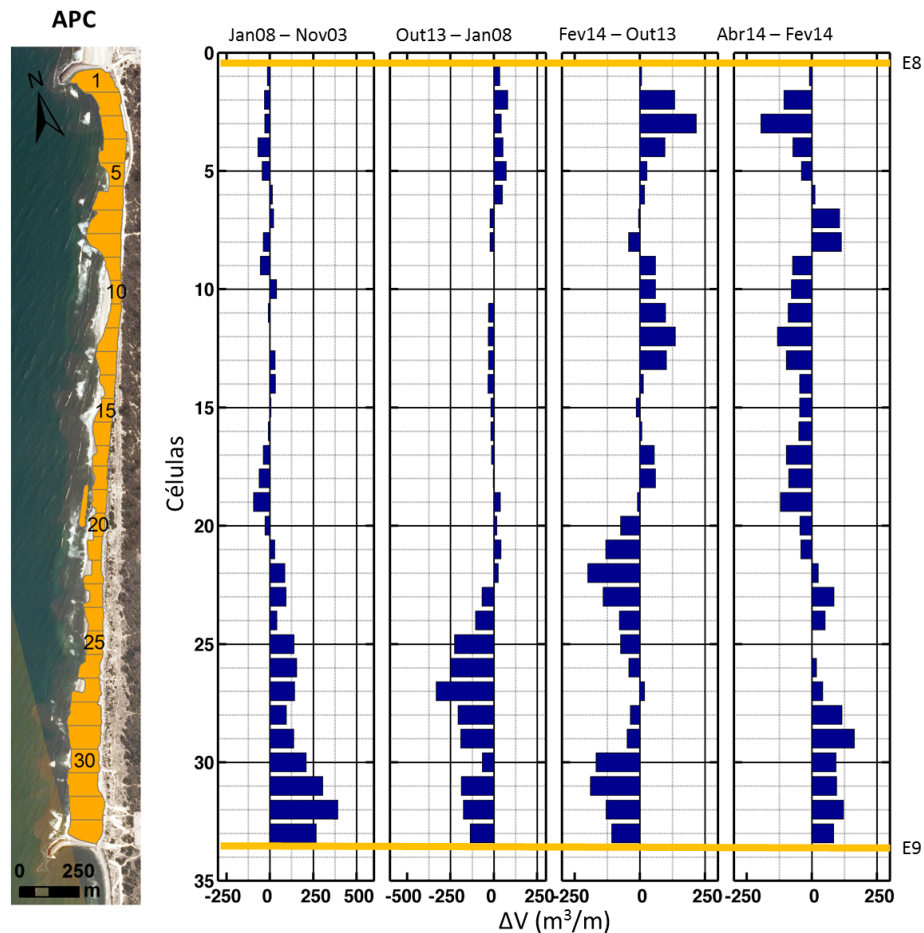 APC
N
1
5
10
15
20
25
30
0 250
m
Jan08 – Nov03
Out13 – Jan08
Fev14 – Out13
Abr14 – Fev14
Células
0
5
10
15
20
25
30
35
E8
E9
-250 0 250 500
-500 -250 0 250
-250 0 250
-250 0 250
ΔV (m³/m)